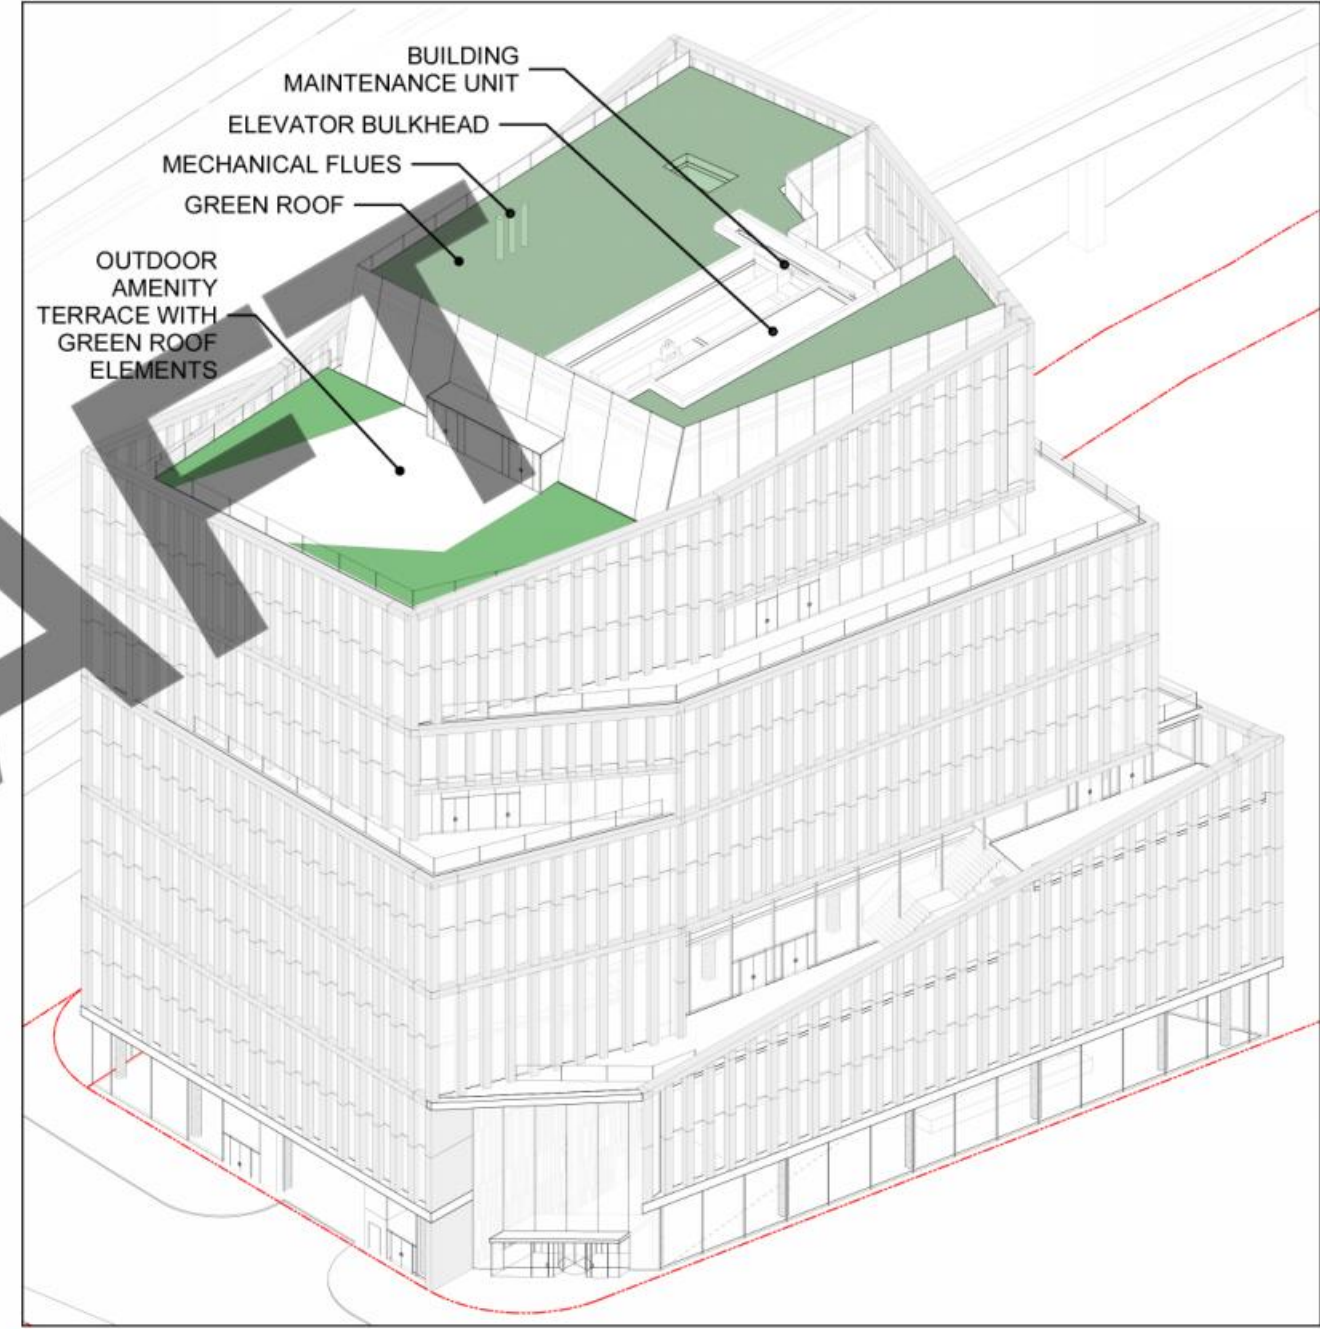 BUILDING
MAINTENANCE UNIT
ELEVATOR BULKHEAD
MECHANICAL FLUES
GREEN ROOF
OUTDOOR
AMENITY
TERRACE WITH
GREEN ROOF
ELEMENTS